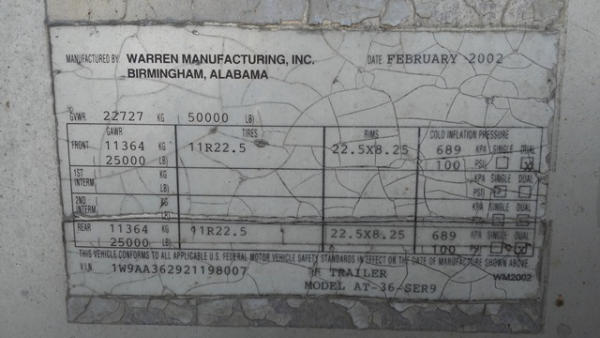 MANUFACTURED BY WARREN MANUFACTURING, INC. DATE FEBRUARY 2002
BIRMINGHAM, ALABAMA
GVWR 22727 KG 50000 LB)
GAWR TIRES RIMS COLD INFLATION PRESSURE
FRONT 11364 KG 11R22.5 22.5X8.25 689 KPA SINGLE DUAL
25000 LB) 100 PSI)
1ST KG KPA SINGLE DUAL
INTERM. LB) PSI)
2ND KG KPA SINGLE DUAL
INTERM. LB) PSI)
REAR 11364 KG 11R22.5 22.5X8.25 689 KPA SINGLE DUAL
25000 LB) 100 PSI)
THIS VEHICLE CONFORMS TO ALL APPLICABLE U.S. FEDERAL MOTOR VEHICLE SAFETY STANDARDS IN EFFECT ON THE DATE OF MANUFACTURE SHOWN ABOVE.
V.I.N. 1W9AA362921198007 TRAILER WM2002
MODEL AT-36-SER9